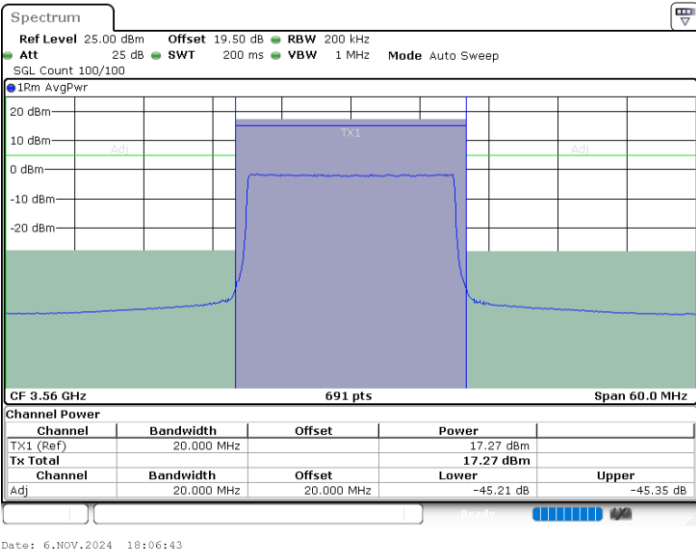 Spectrum
Ref Level 25.00 dBm Offset 19.50 dB RBW 200 kHz
Att 25 dB SWT 200 ms VBW 1 MHz Mode Auto Sweep
SGL Count 100/100
1Rm AvgPwr
20 dBm
TX1
10 dBm
Adj Adj
0 dBm
-10 dBm
-20 dBm
CF 3.56 GHz 691 pts Span 60.0 MHz
Channel Power
Channel Bandwidth Offset Power
TX1 (Ref) 20.000 MHz 17.27 dBm
Tx Total 17.27 dBm
Channel Bandwidth Offset Lower Upper
Adj 20.000 MHz 20.000 MHz -45.21 dB -45.35 dB
Ready
Date: 6.NOV.2024 18:06:43